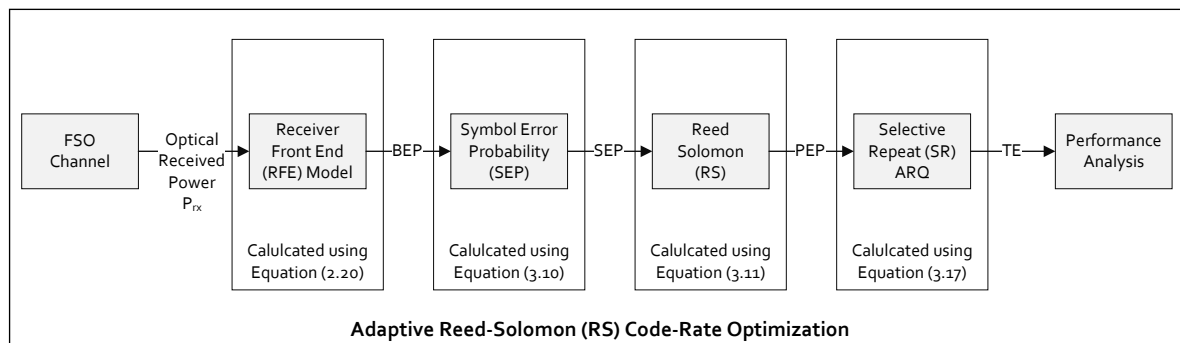 FSO
Channel
Optical
Received
Power
Prx
Receiver
Front End
(RFE) Model
Calulcated using
Equation (2.20)
BEP
Symbol Error
Probability
(SEP)
Calulcated using
Equation (3.10)
SEP
Reed
Solomon
(RS)
Calulcated using
Equation (3.11)
PEP
Selective
Repeat (SR)
ARQ
Calulcated using
Equation (3.17)
TE
Performance
Analysis
Adaptive Reed-Solomon (RS) Code-Rate Optimization